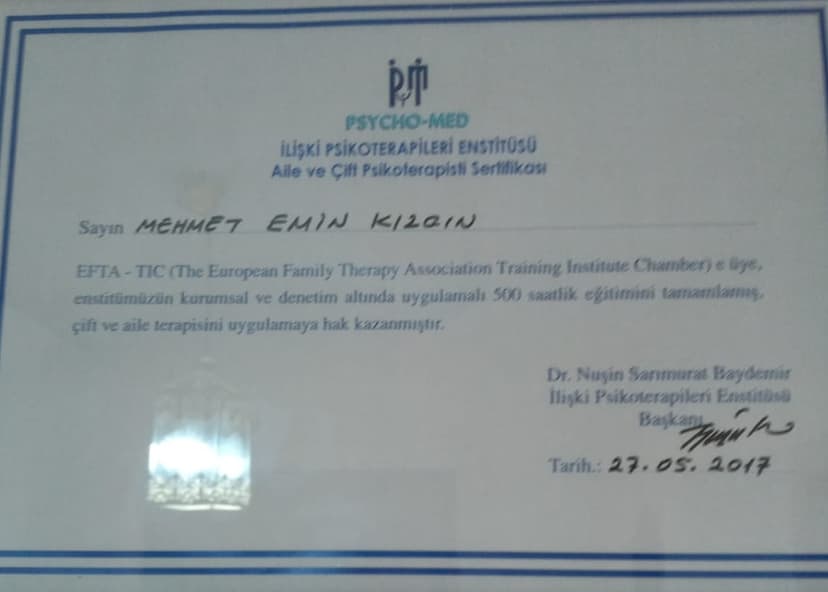 PSYCHO-MED
İLİŞKİ PSİKOTERAPİLERİ ENSTİTÜSÜ
Aile ve Çift Psikoterapisti Sertifikası
Sayın MEHMET EMİN KIZGIN
EFTA - TIC (The European Family Therapy Association Training Institute Chamber) e üye,
enstitümüzün kurumsal ve denetim altında uygulamalı 500 saatlik eğitimini tamamlamış,
çift ve aile terapisini uygulamaya hak kazanmıştır.
Dr. Nuşin Sarımurat Baydemir
İlişki Psikoterapileri Enstitüsü
Başkanı
Tarih.: 27.05.2017